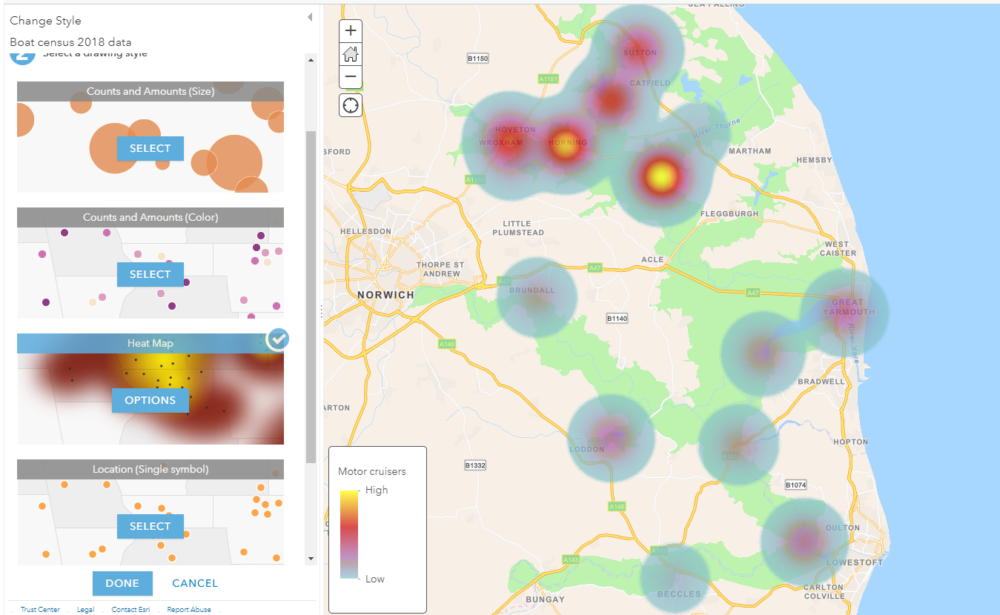 Change Style
Boat census 2018 data
2 Select a drawing style
Counts and Amounts (Size)
SELECT
Counts and Amounts (Color)
SELECT
Heat Map
OPTIONS
Location (Single symbol)
SELECT
DONE
CANCEL
Trust Center
Legal
Contact Esri
Report Abuse
+
−
SEA PALLING
B1150
SUTTON
A1151
CATFIELD
HOVETON
WROXHAM
HORNING
River Thurne
MARTHAM
HEMSBY
SFORD
A1151
FLEGGBURGH
LITTLE
PLUMSTEAD
HELLESDON
WEST
CAISTER
THORPE ST
ANDREW
ACLE
A47
A47
BRUNDALL
A47
NORWICH
GREAT
YARMOUTH
B1140
River Yare
A146
BRADWELL
ARTON
HOPTON
LODDON
A143
B1332
B1074
A146
OULTON
A143
A143
LOWESTOFT
BECCLES
CARLTON
COLVILLE
BUNGAY
Motor cruisers
High
Low